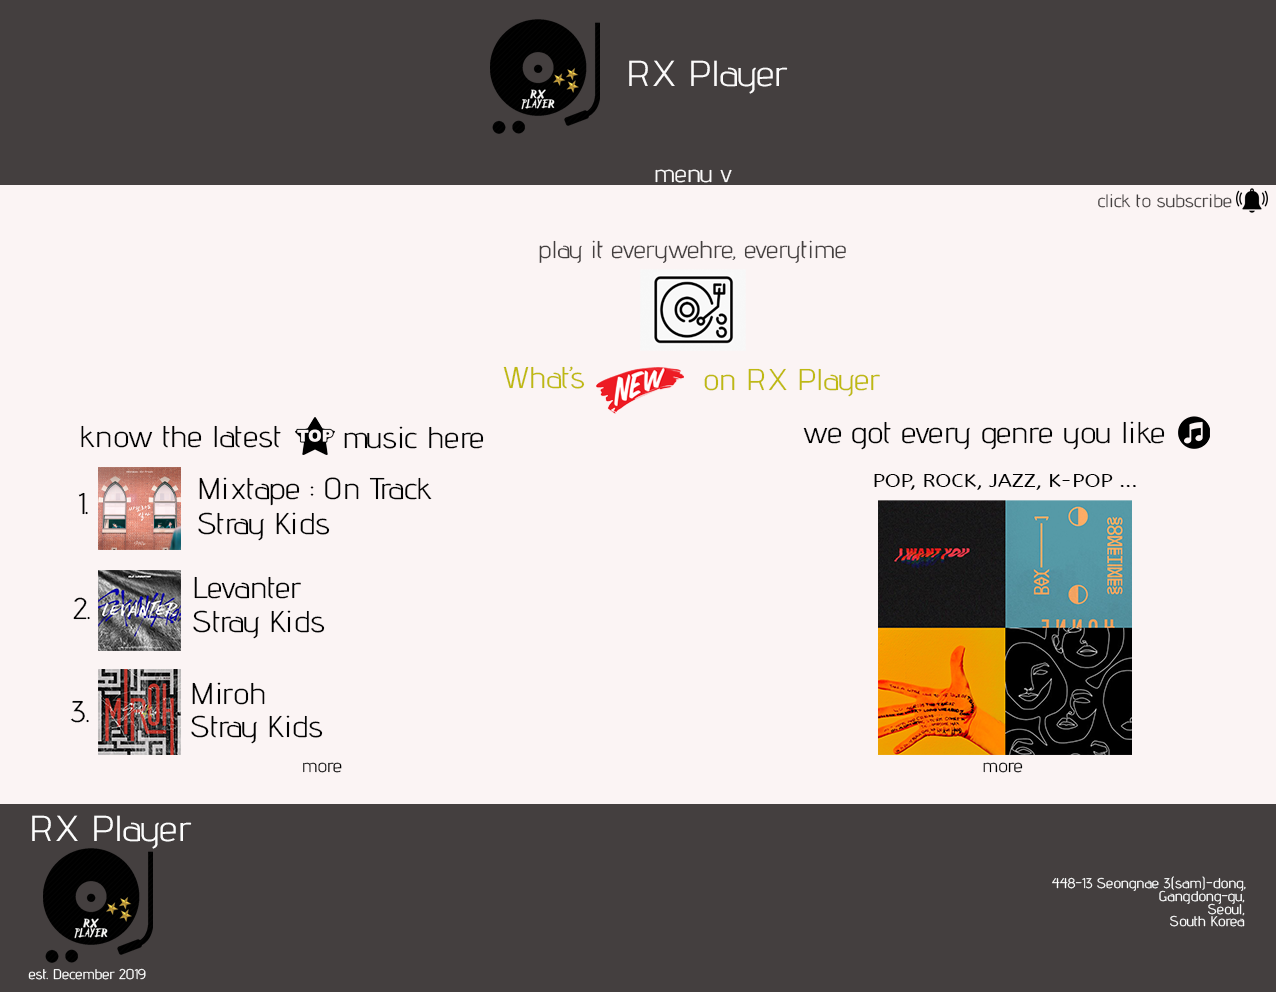 RX
PLAYER
RX Player
menu v
click to subscribe
play it everywehre, everytime
What's NEW on RX Player
know the latest TOP music here
we got every genre you like
1.
Mixtape : On Track
Stray Kids
2.
LEVANTER
Levanter
Stray Kids
3.
MIROH
Miroh
Stray Kids
more
POP, ROCK, JAZZ, K-POP ...
I WANT YOU
BOX
1
SOMETIMES
more
RX Player
RX
PLAYER
est. December 2019
448-13 Seongnae 3(sam)-dong,
Gangdong-gu,
Seoul,
South Korea